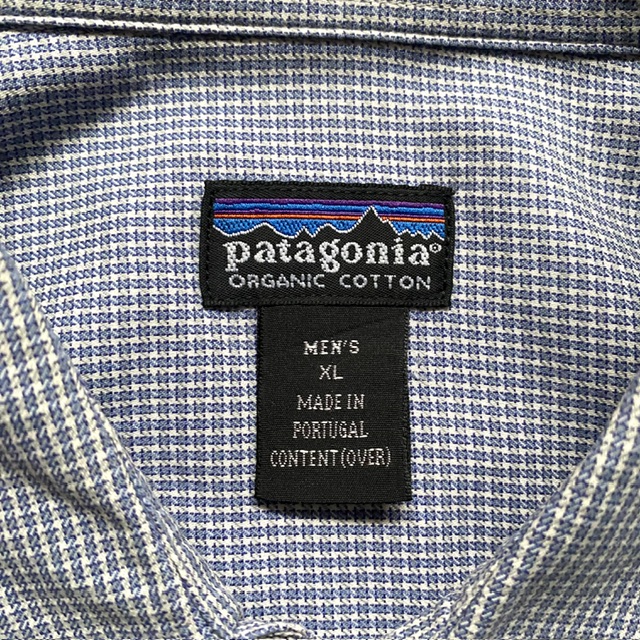 patagonia®
ORGANIC COTTON
MEN'S
XL
MADE IN
PORTUGAL
CONTENT (OVER)